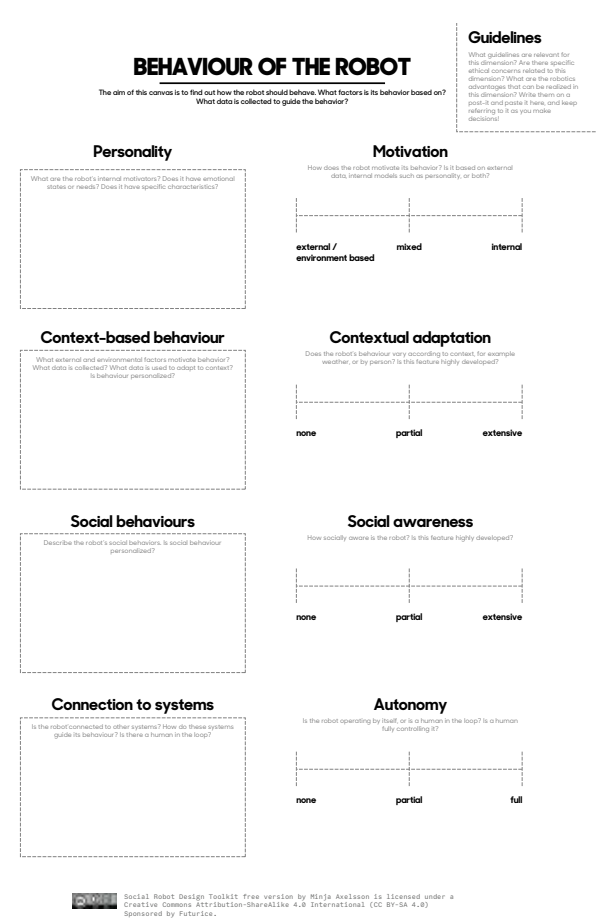 Guidelines
What guidelines are relevant for
this dimension? Are there specific
ethical concerns related to this
dimension? What are the robotics
advantages that can be realized in
this dimension? Write them on a
post-it and paste it here, and keep
referring to it as you make
decisions!
BEHAVIOUR OF THE ROBOT
The aim of this canvas is to find out how the robot should behave. What factors is its behavior based on?
What data is collected to guide the behavior?
Personality
What are the robot's internal motivators? Does it have emotional
states or needs? Does it have specific characteristics?
Motivation
How does the robot motivate its behavior? Is it based on external
data, internal models such as personality, or both?
external /
environment based
mixed
internal
Context-based behaviour
What external and environmental factors motivate behavior?
What data is collected? What data is used to adapt to context?
Is behaviour personalized?
Contextual adaptation
Does the robot's behaviour vary according to context, for example
weather, or by person? Is this feature highly developed?
none
partial
extensive
Social behaviours
Describe the robot's social behaviors. Is social behaviour
personalized?
Social awareness
How socially aware is the robot? Is this feature highly developed?
none
partial
extensive
Connection to systems
Is the robot connected to other systems? How do these systems
guide its behaviour? Is there a human in the loop?
Autonomy
Is the robot operating by itself, or is a human in the loop? Is a human
fully controlling it?
none
partial
full
Social Robot Design Toolkit free version by Minja Axelsson is licensed under a
Creative Commons Attribution-ShareAlike 4.0 International (CC BY-SA 4.0)
Sponsored by Futurice.